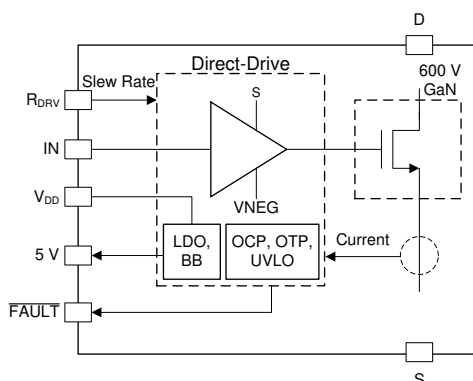 D
Direct-Drive
600 V
GaN
R_DRV
Slew Rate
S
IN
VNEG
V_DD
LDO,
BB
OCP, OTP,
UVLO
Current
5 V
FAULT
S